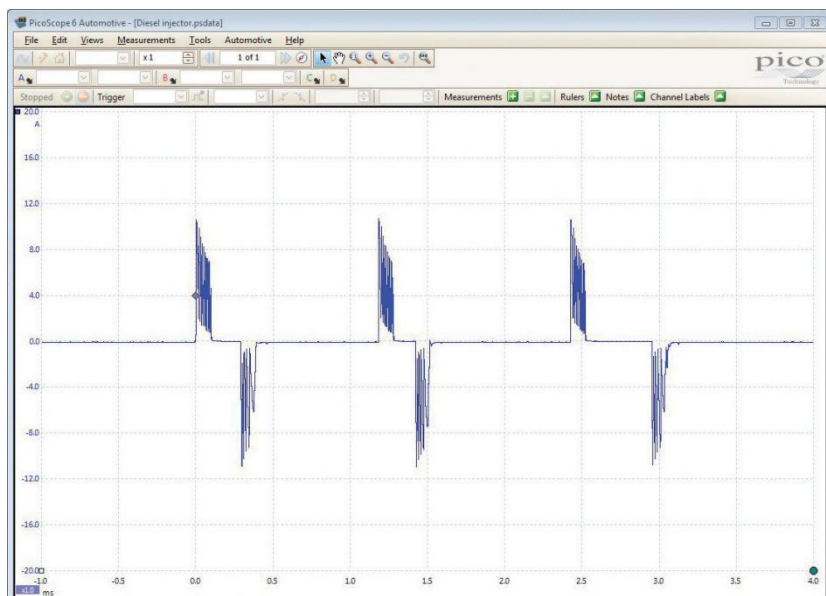 PicoScope 6 Automotive - [Diesel injector.psdata]
File Edit Views Measurements Tools Automotive Help
x 1 1 of 1
pico
Technology
A B C D
Stopped Trigger Measurements Rulers Notes Channel Labels
20.0
A
16.0
12.0
8.0
4.0
0.0
-4.0
-8.0
-12.0
-16.0
-20.0
-1.0 -0.5 0.0 0.5 1.0 1.5 2.0 2.5 3.0 3.5 4.0
x1.0 ms